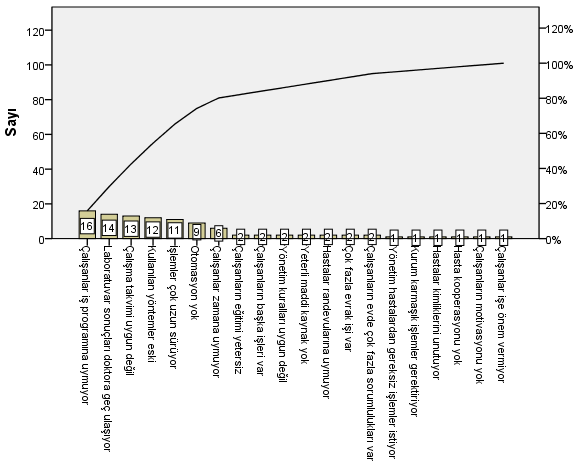 Sayı
120
100
80
60
40
20
0
120%
100%
80%
60%
40%
20%
0%
16
14
13
12
11
9
6
2
2
2
2
2
2
2
1
1
1
1
1
1
Çalışanlar iş programına uymuyor
Laboratuvar sonuçları doktora geç ulaşıyor
Çalışma takvimi uygun değil
Kullanılan yöntemler eski
İşlemler çok uzun sürüyor
Otomasyon yok
Çalışanlar zamana uymuyor
Çalışanların eğitimi yetersiz
Çalışanların başka işleri var
Yönetim kuralları uygun değil
Yeterli maddi kaynak yok
Hastalar randevularına uymuyor
Çok fazla evrak işi var
Çalışanların evde çok fazla sorumlulukları var
Yönetim hastalardan gereksiz işlemler istiyor
Kurum karmaşık işlemler gerektiriyor
Hastalar kimliklerini unutuyor
Hasta kooperasyonu yok
Çalışanların motivasyonu yok
Çalışanlar işe önem vermiyor